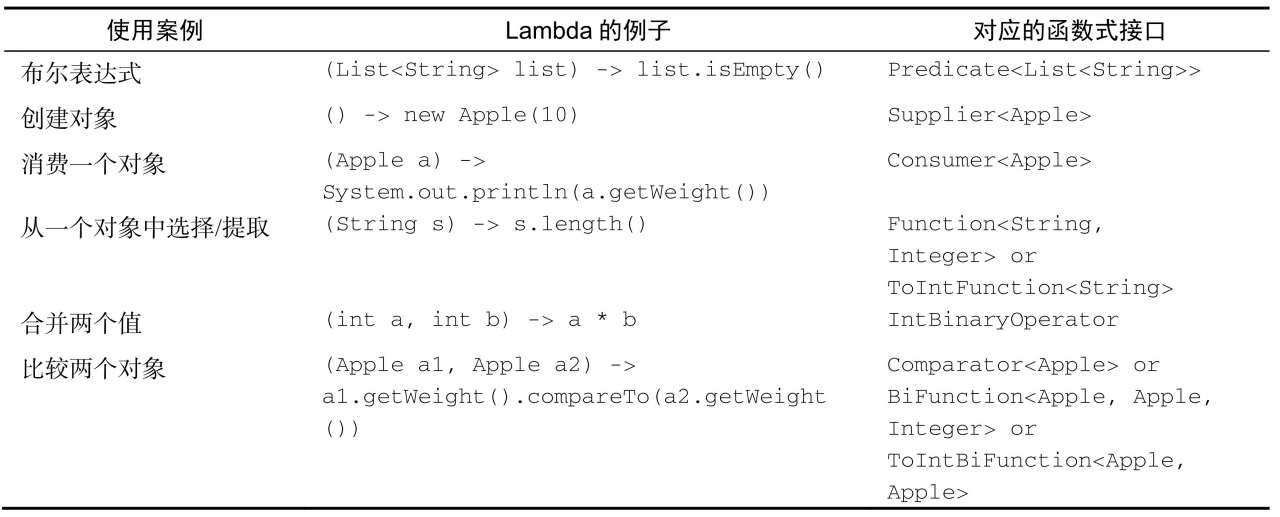 使用案例 Lambda 的例子 对应的函数式接口
布尔表达式 (List<String> list) -> list.isEmpty() Predicate<List<String>>
创建对象 () -> new Apple(10) Supplier<Apple>
消费一个对象 (Apple a) -> Consumer<Apple>
System.out.println(a.getWeight())
从一个对象中选择/提取 (String s) -> s.length() Function<String,
Integer> or
ToIntFunction<String>
合并两个值 (int a, int b) -> a * b IntBinaryOperator
比较两个对象 (Apple a1, Apple a2) -> Comparator<Apple> or
a1.getWeight().compareTo(a2.getWeight BiFunction<Apple, Apple,
()) Integer> or
ToIntBiFunction<Apple,
Apple>